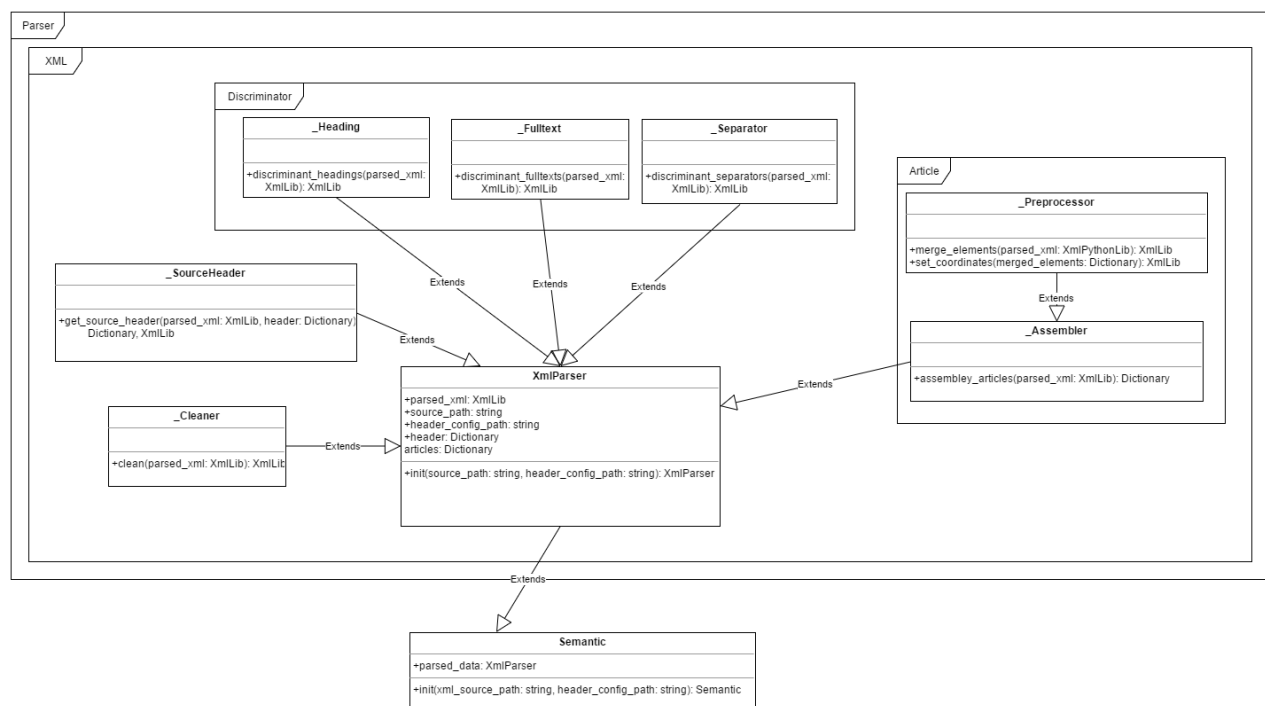 Parser
XML
Discriminator
_Heading
+discriminant_headings(parsed_xml:
XmlLib): XmlLib
_Fulltext
+discriminant_fulltexts(parsed_xml:
XmlLib): XmlLib
_Separator
+discriminant_separators(parsed_xml:
XmlLib): XmlLib
Article
_Preprocessor
+merge_elements(parsed_xml: XmlPythonLib): XmlLib
+set_coordinates(merged_elements: Dictionary): XmlLib
Extends
_Assembler
+assembley_articles(parsed_xml: XmlLib): Dictionary
_SourceHeader
+get_source_header(parsed_xml: XmlLib, header: Dictionary)
Dictionary, XmlLib
Extends
Extends
Extends
Extends
Extends
_Cleaner
+clean(parsed_xml: XmlLib): XmlLib
Extends
XmlParser
+parsed_xml: XmlLib
+source_path: string
+header_config_path: string
+header: Dictionary
articles: Dictionary
+init(source_path: string, header_config_path: string): XmlParser
Extends
Semantic
+parsed_data: XmlParser
+init(xml_source_path: string, header_config_path: string): Semantic